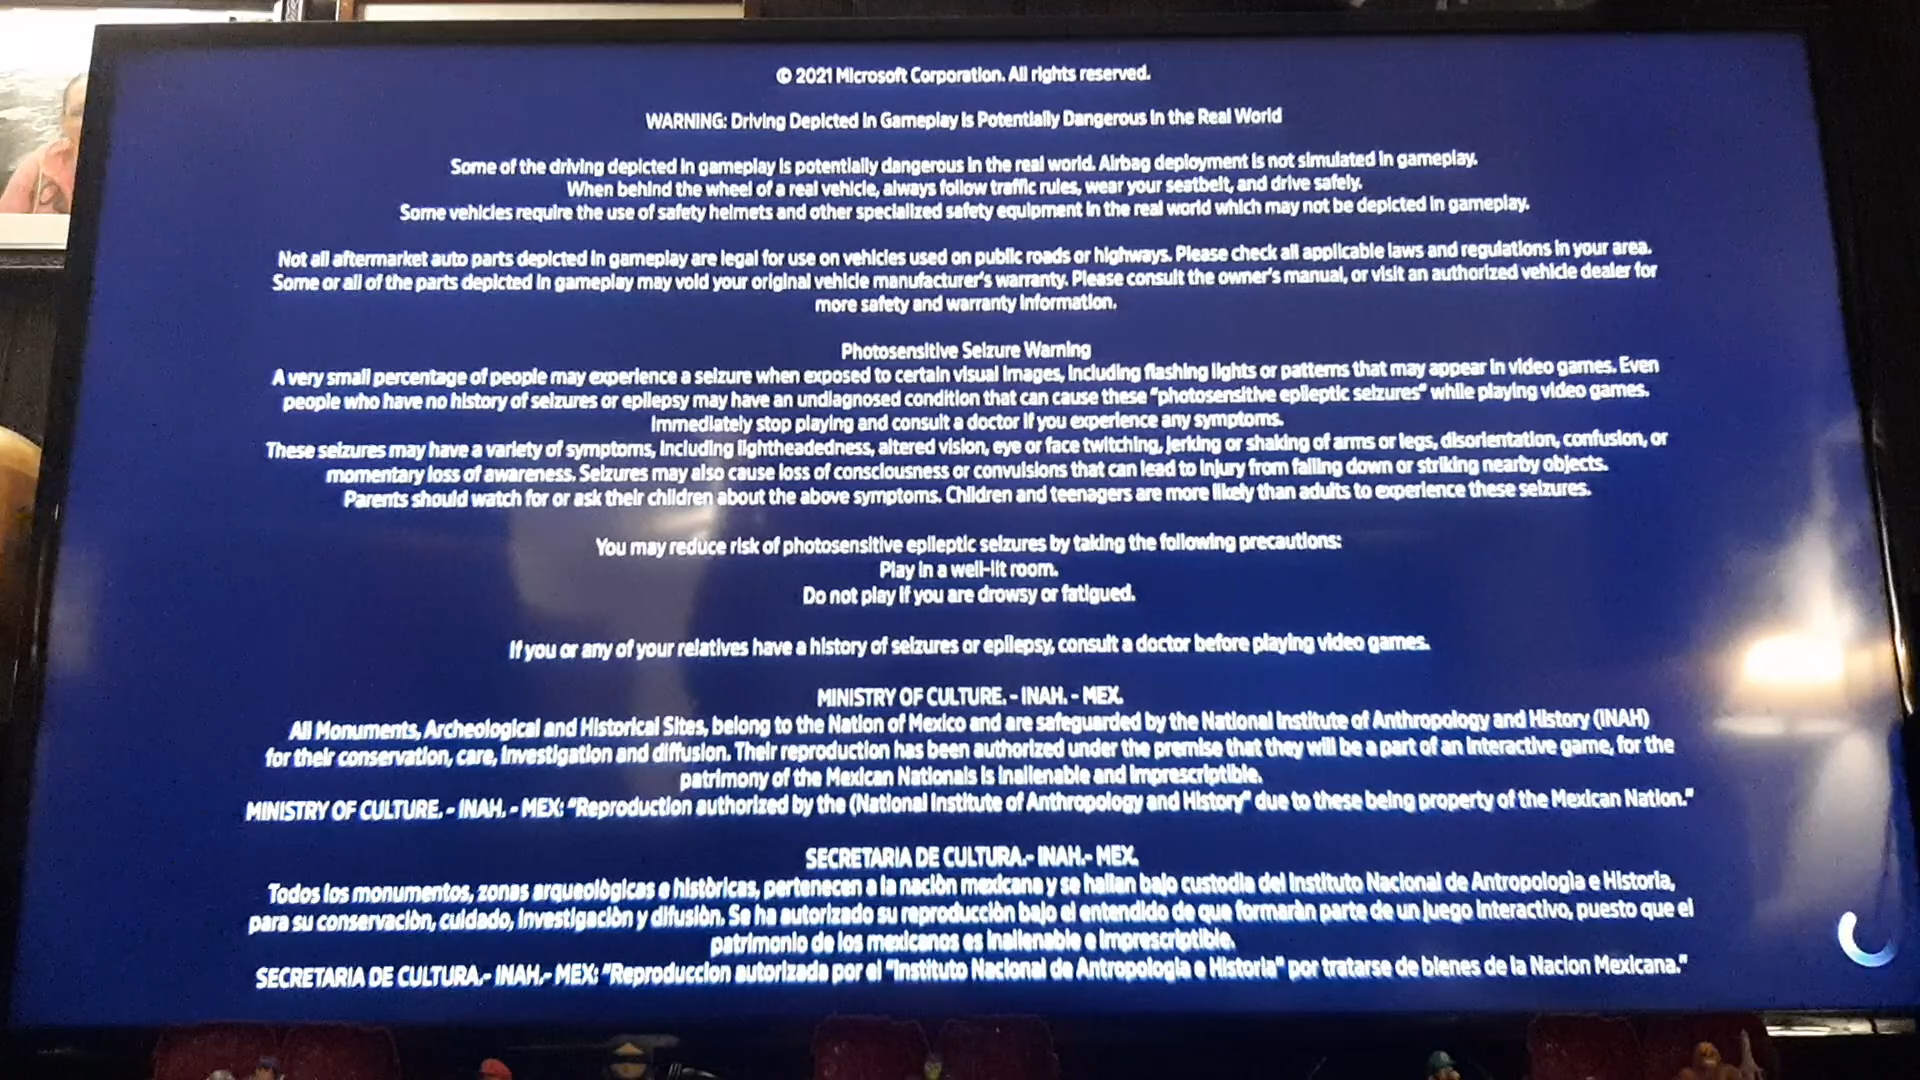 © 2021 Microsoft Corporation. All rights reserved.
WARNING: Driving Depicted in Gameplay is Potentially Dangerous in the Real World
Some of the driving depicted in gameplay is potentially dangerous in the real world. Airbag deployment is not simulated in gameplay.
When behind the wheel of a real vehicle, always follow traffic rules, wear your seatbelt, and drive safely.
Some vehicles require the use of safety helmets and other specialized safety equipment in the real world which may not be depicted in gameplay.
Not all aftermarket auto parts depicted in gameplay are legal for use on vehicles used on public roads or highways. Please check all applicable laws and regulations in your area.
Some or all of the parts depicted in gameplay may void your original vehicle manufacturer's warranty. Please consult the owner's manual, or visit an authorized vehicle dealer for
more safety and warranty information.
Photosensitive Seizure Warning
A very small percentage of people may experience a seizure when exposed to certain visual images, including flashing lights or patterns that may appear in video games. Even
people who have no history of seizures or epilepsy may have an undiagnosed condition that can cause these "photosensitive epileptic seizures" while playing video games.
Immediately stop playing and consult a doctor if you experience any symptoms.
These seizures may have a variety of symptoms, including lightheadedness, altered vision, eye or face twitching, jerking or shaking of arms or legs, disorientation, confusion, or
momentary loss of awareness. Seizures may also cause loss of consciousness or convulsions that can lead to injury from falling down or striking nearby objects.
Parents should watch for or ask their children about the above symptoms. Children and teenagers are more likely than adults to experience these seizures.
You may reduce risk of photosensitive epileptic seizures by taking the following precautions:
Play in a well-lit room.
Do not play if you are drowsy or fatigued.
If you or any of your relatives have a history of seizures or epilepsy, consult a doctor before playing video games.
MINISTRY OF CULTURE. - INAH. - MEX.
All Monuments, Archeological and Historical Sites, belong to the Nation of Mexico and are safeguarded by the National Institute of Anthropology and History (INAH)
for their conservation, care, investigation and diffusion. Their reproduction has been authorized under the premise that they will be a part of an interactive game, for the
patrimony of the Mexican Nationals is inalienable and imprescriptible.
MINISTRY OF CULTURE. - INAH. - MEX: "Reproduction authorized by the (National Institute of Anthropology and History" due to these being property of the Mexican Nation."
SECRETARIA DE CULTURA.- INAH.- MEX.
Todos los monumentos, zonas arqueològicas e històricas, pertenecen a la naciòn mexicana y se hallan bajo custodia del Instituto Nacional de Antropologìa e Historia,
para su conservaciòn, cuidado, investigaciòn y difusiòn. Se ha autorizado su reproducciòn bajo el entendido de que formaràn parte de un juego interactivo, puesto que el
patrimonio de los mexicanos es inalienable e imprescriptible.
SECRETARIA DE CULTURA.- INAH.- MEX: "Reproduccion autorizada por el "Instituto Nacional de Antropologia e Historia" por tratarse de bienes de la Nacion Mexicana."